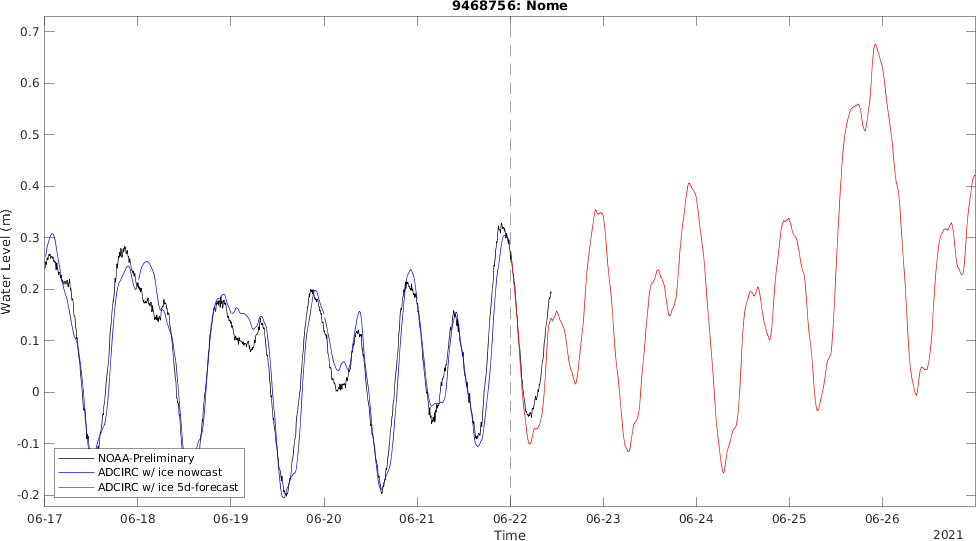 9468756: Nome
0.7
0.6
0.5
0.4
0.3
0.2
0.1
0
-0.1
-0.2
Water Level (m)
NOAA-Preliminary
ADCIRC w/ ice nowcast
ADCIRC w/ ice 5d-forecast
06-17 06-18 06-19 06-20 06-21 06-22 06-23 06-24 06-25 06-26
Time
2021